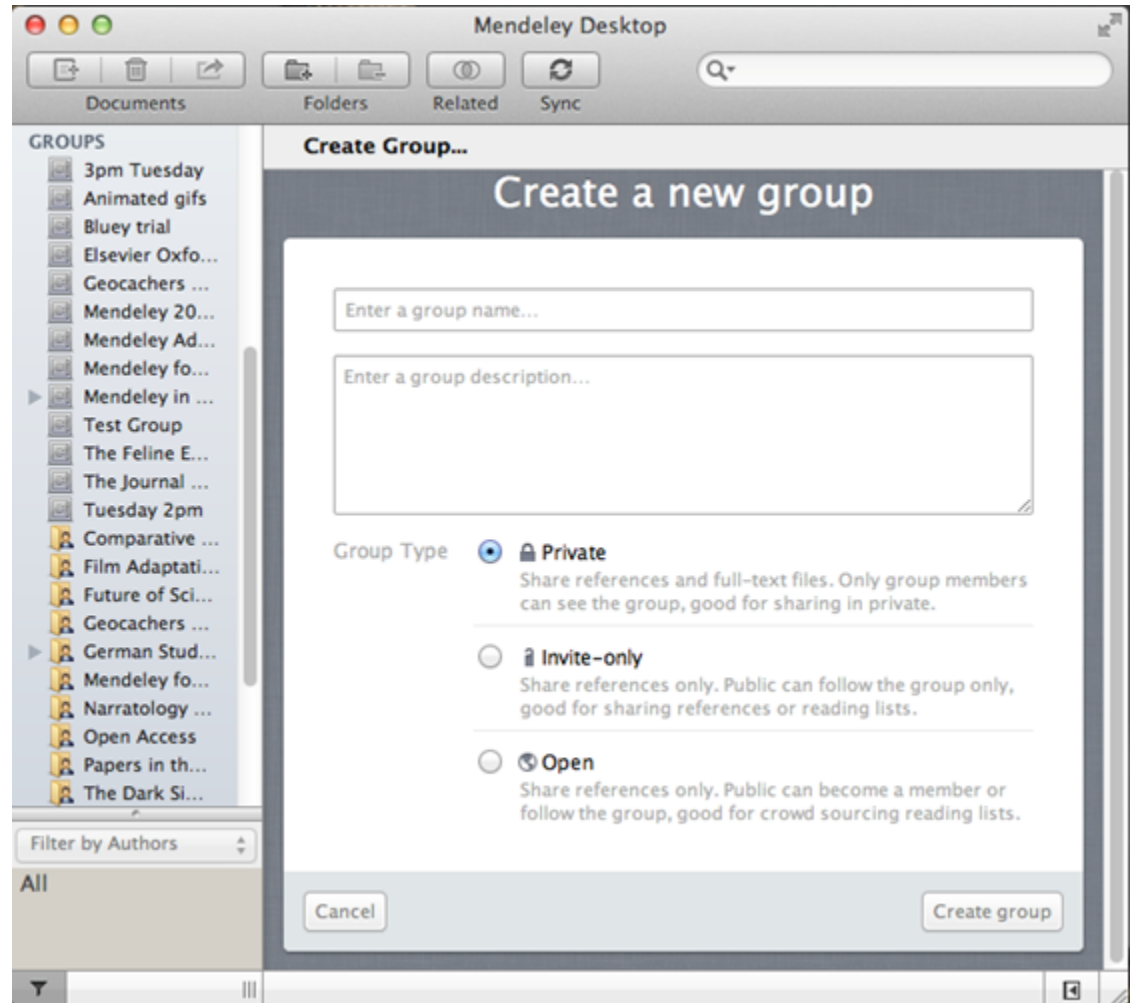 Mendeley Desktop
Documents
Folders
Related
Sync
GROUPS
3pm Tuesday
Animated gifs
Bluey trial
Elsevier Oxfo...
Geocachers ...
Mendeley 20...
Mendeley Ad...
Mendeley fo...
Mendeley in ...
Test Group
The Feline E...
The Journal ...
Tuesday 2pm
Comparative ...
Film Adaptati...
Future of Sci...
Geocachers ...
German Stud...
Mendeley fo...
Narratology ...
Open Access
Papers in th...
The Dark Si...
Filter by Authors
All
Create Group...
Create a new group
Enter a group name...
Enter a group description...
Group Type
Private
Share references and full-text files. Only group members
can see the group, good for sharing in private.
Invite-only
Share references only. Public can follow the group only,
good for sharing references or reading lists.
Open
Share references only. Public can become a member or
follow the group, good for crowd sourcing reading lists.
Cancel
Create group